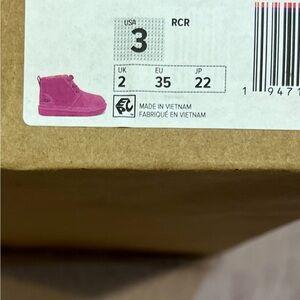 USA RCR
3
UK EU JP
2 35 22
MADE IN VIETNAM
FABRIQUÉ EN VIETNAM
1 9471